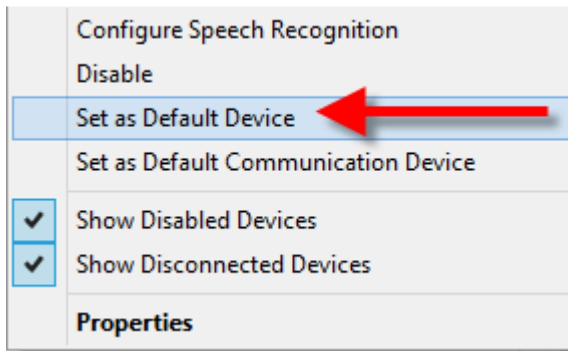 Configure Speech Recognition
Disable
Set as Default Device
Set as Default Communication Device
Show Disabled Devices
Show Disconnected Devices
Properties